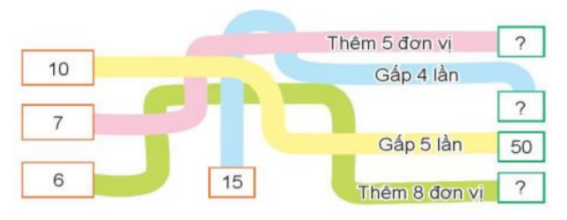 Thêm 5 đơn vị
?
10
Gấp 4 lần
?
7
Gấp 5 lần
50
6
15
Thêm 8 đơn vị
?